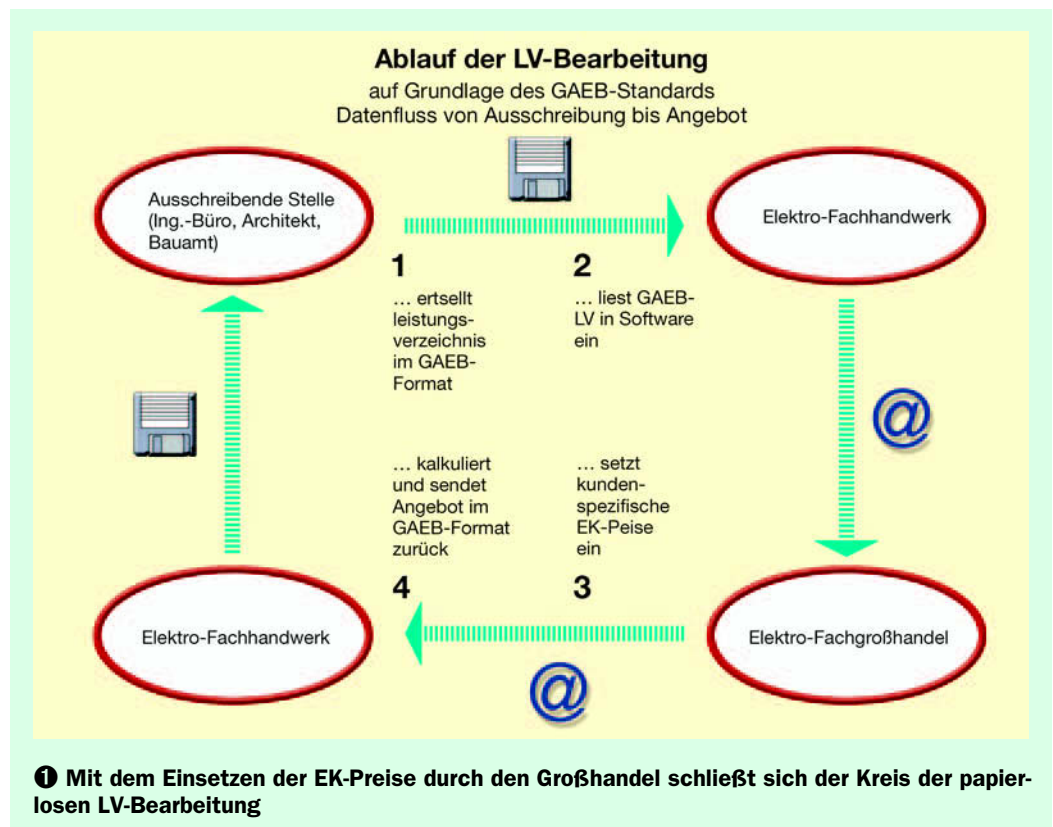 Ablauf der LV-Bearbeitung
auf Grundlage des GAEB-Standards
Datenfluss von Ausschreibung bis Angebot
Ausschreibende Stelle
(Ing.-Büro, Architekt,
Bauamt)
Elektro-Fachhandwerk
1
… ertsellt
leistungs-
verzeichnis
im GAEB-
Format
2
… liest GAEB-
LV in Software
ein
@
… kalkuliert
und sendet
Angebot im
GAEB-Format
zurück
4
… setzt
kunden-
spezifische
EK-Peise
ein
3
Elektro-Fachhandwerk
Elektro-Fachgroßhandel
@
❶ Mit dem Einsetzen der EK-Preise durch den Großhandel schließt sich der Kreis der papier-
losen LV-Bearbeitung